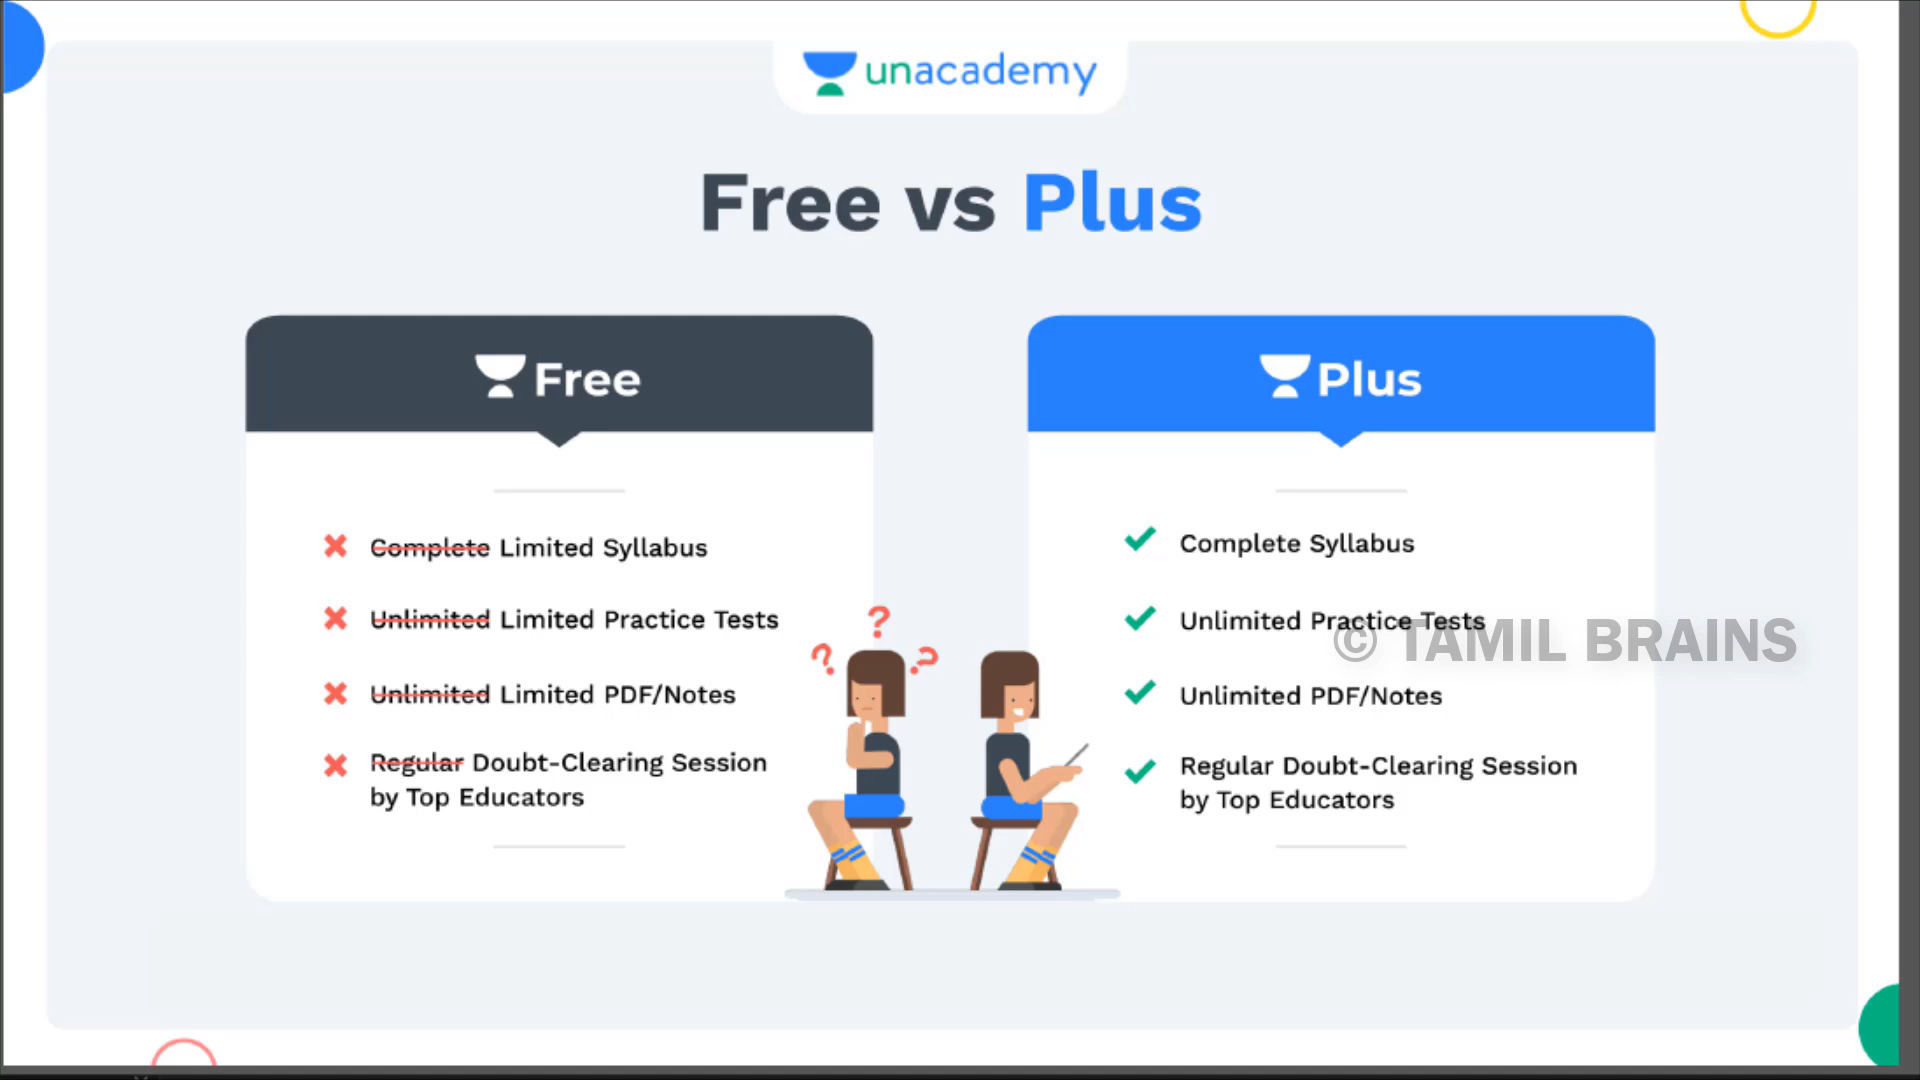 unacademy
Free vs Plus
Free
Complete Limited Syllabus
Unlimited Limited Practice Tests
Unlimited Limited PDF/Notes
Regular Doubt-Clearing Session
by Top Educators
? ? ?
Plus
Complete Syllabus
Unlimited Practice Tests
Unlimited PDF/Notes
Regular Doubt-Clearing Session
by Top Educators
© TAMIL BRAINS